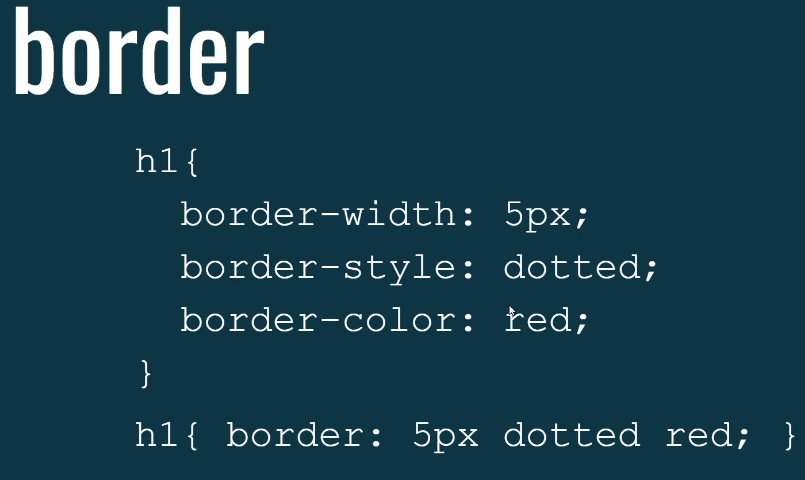 border
h1{
  border-width: 5px;
  border-style: dotted;
  border-color: red;
}
h1{ border: 5px dotted red; }